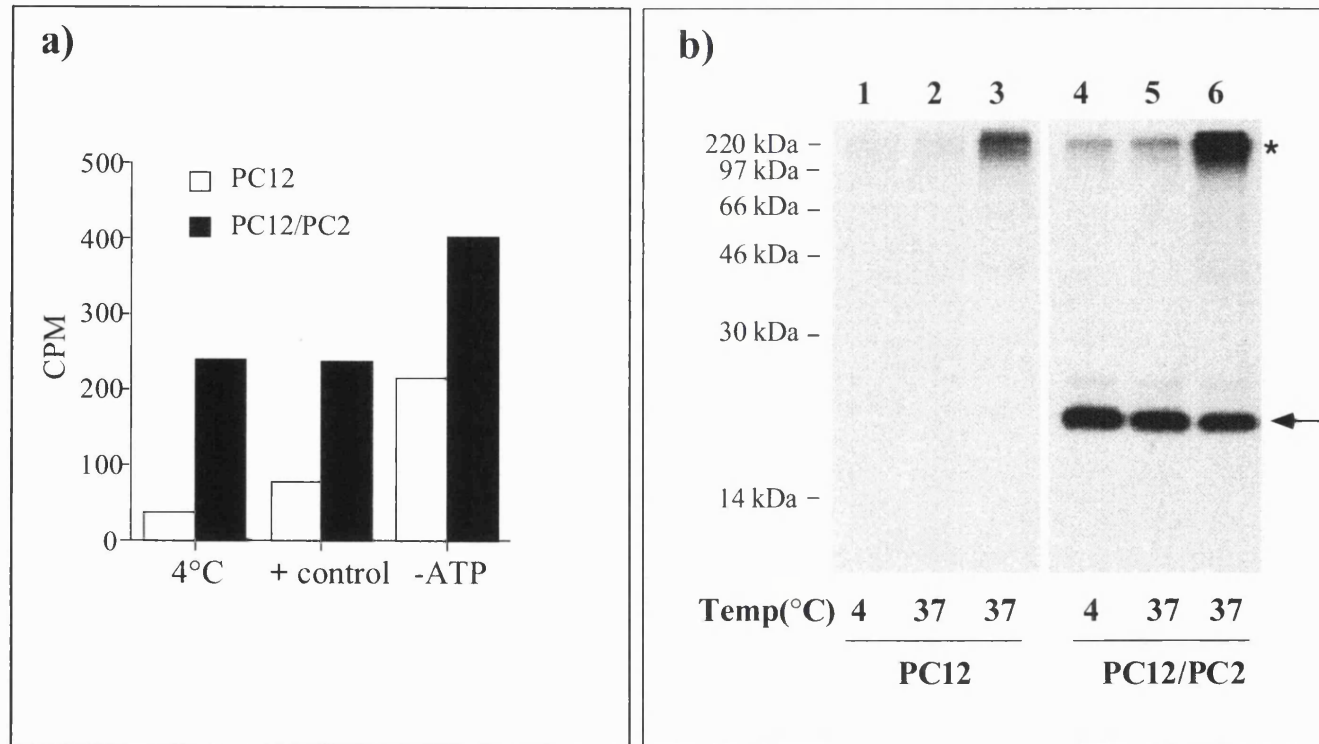 a)
500
400
300
200
100
0
CPM
PC12
PC12/PC2
4°C + control -ATP
b)
1 2 3 4 5 6
220 kDa –
97 kDa –
66 kDa –
46 kDa –
30 kDa –
14 kDa –
*
Temp(°C) 4 37 37 4 37 37
PC12 PC12/PC2